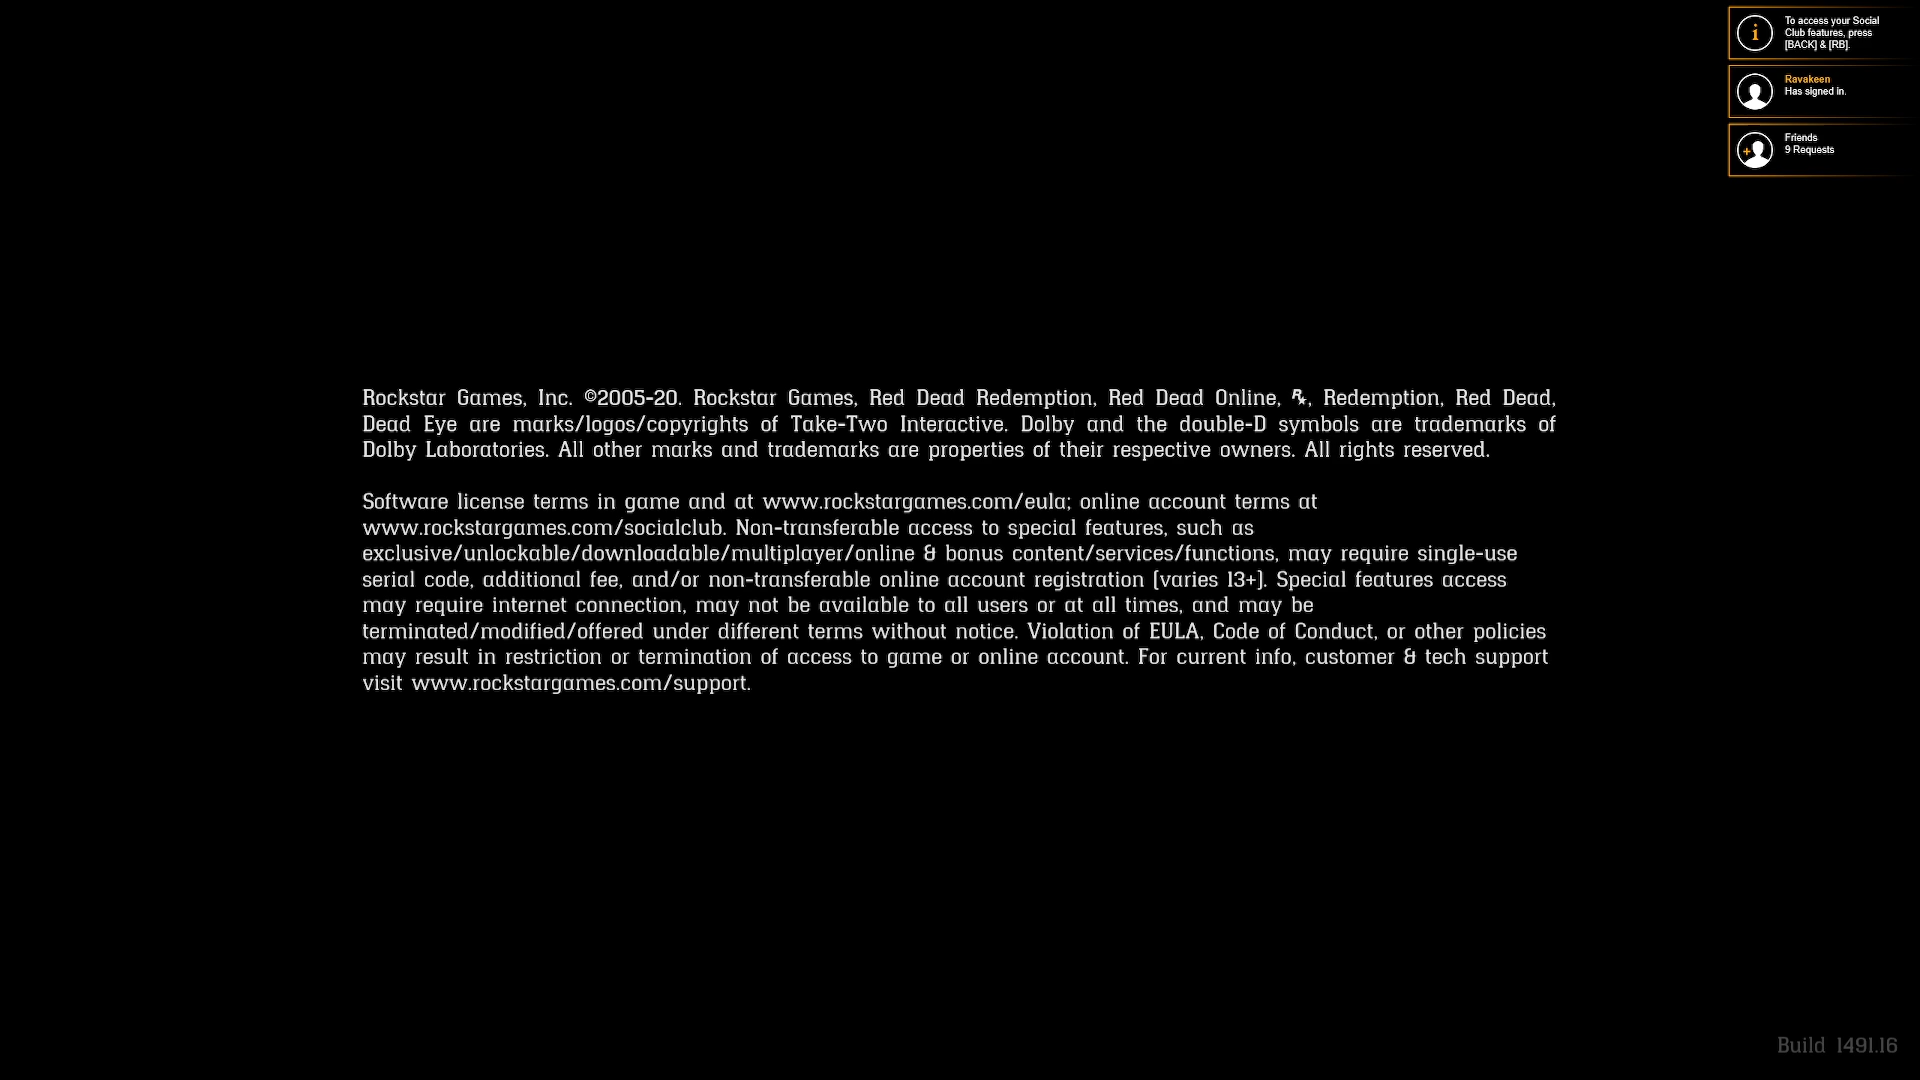 To access your Social
Club features, press
[BACK] & [RB].
Ravakeen
Has signed in.
Friends
9 Requests
Rockstar Games, Inc. ©2005-20. Rockstar Games, Red Dead Redemption, Red Dead Online, R★, Redemption, Red Dead,
Dead Eye are marks/logos/copyrights of Take-Two Interactive. Dolby and the double-D symbols are trademarks of
Dolby Laboratories. All other marks and trademarks are properties of their respective owners. All rights reserved.
Software license terms in game and at www.rockstargames.com/eula; online account terms at
www.rockstargames.com/socialclub. Non-transferable access to special features, such as
exclusive/unlockable/downloadable/multiplayer/online & bonus content/services/functions, may require single-use
serial code, additional fee, and/or non-transferable online account registration (varies 13+). Special features access
may require internet connection, may not be available to all users or at all times, and may be
terminated/modified/offered under different terms without notice. Violation of EULA, Code of Conduct, or other policies
may result in restriction or termination of access to game or online account. For current info, customer & tech support
visit www.rockstargames.com/support.
Build 1491.16